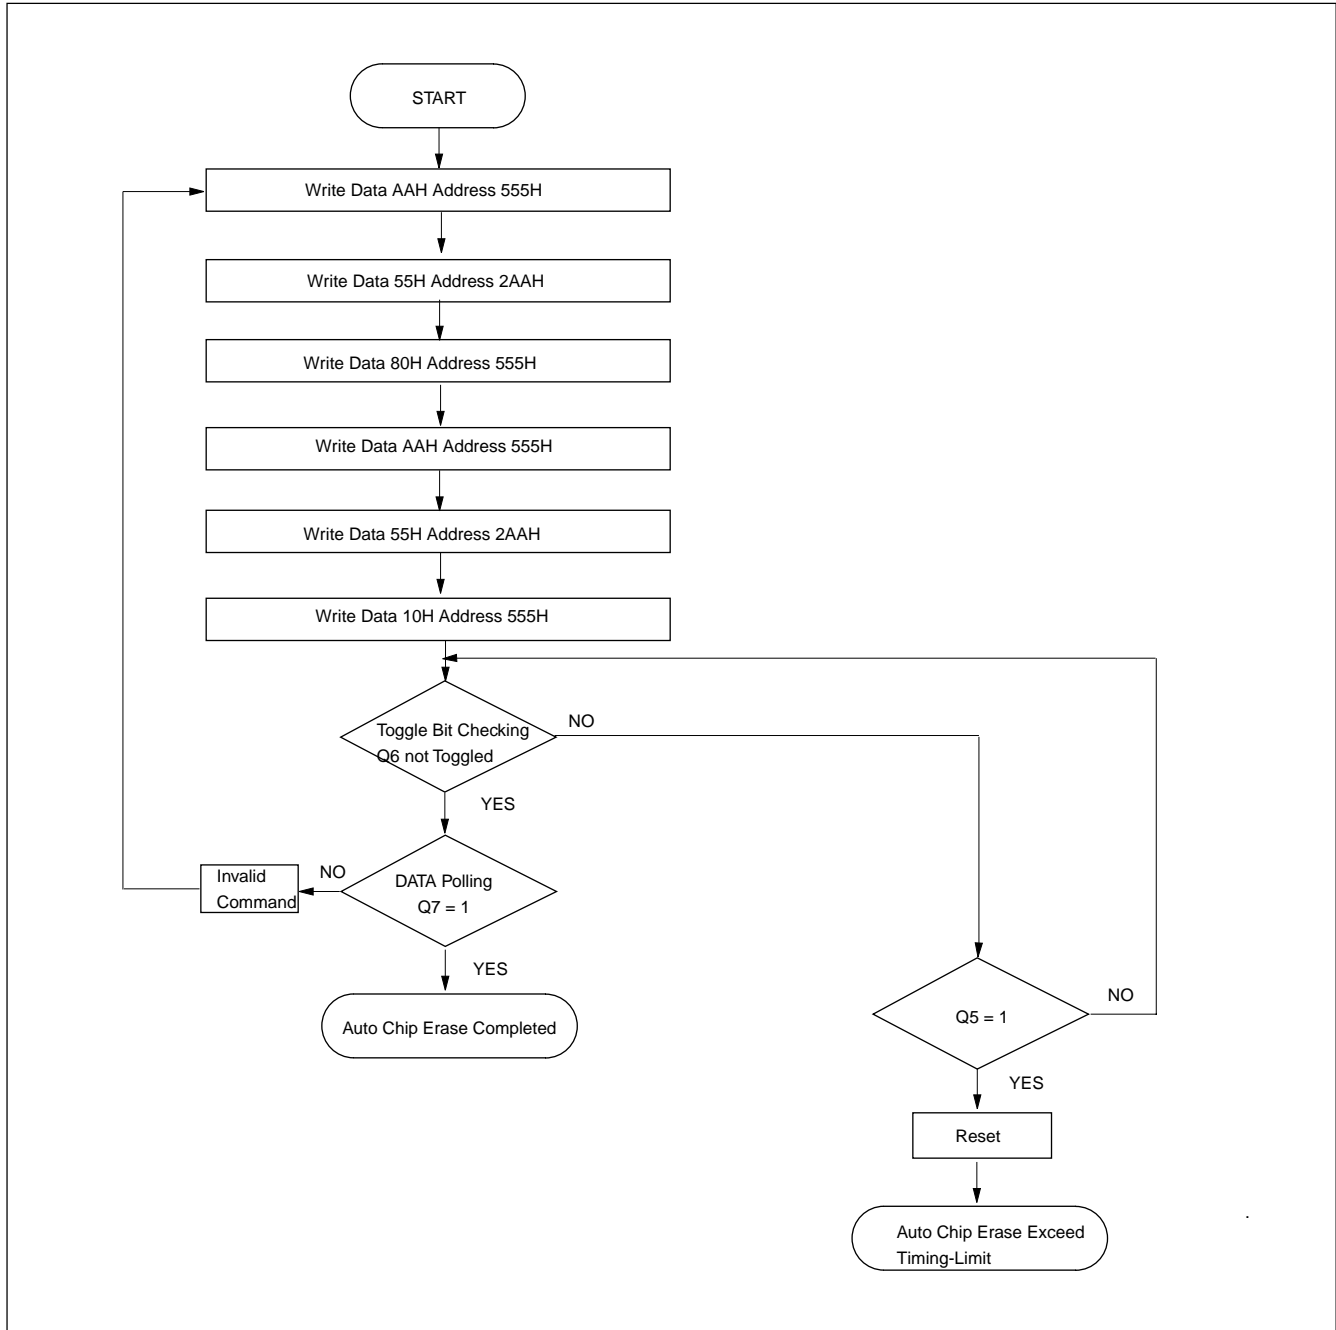 START
Write Data AAH Address 555H
Write Data 55H Address 2AAH
Write Data 80H Address 555H
Write Data AAH Address 555H
Write Data 55H Address 2AAH
Write Data 10H Address 555H
Toggle Bit Checking
Q6 not Toggled
NO
YES
Invalid
Command
NO
DATA Polling
Q7 = 1
YES
Auto Chip Erase Completed
Q5 = 1
NO
YES
Reset
Auto Chip Erase Exceed
Timing-Limit
.